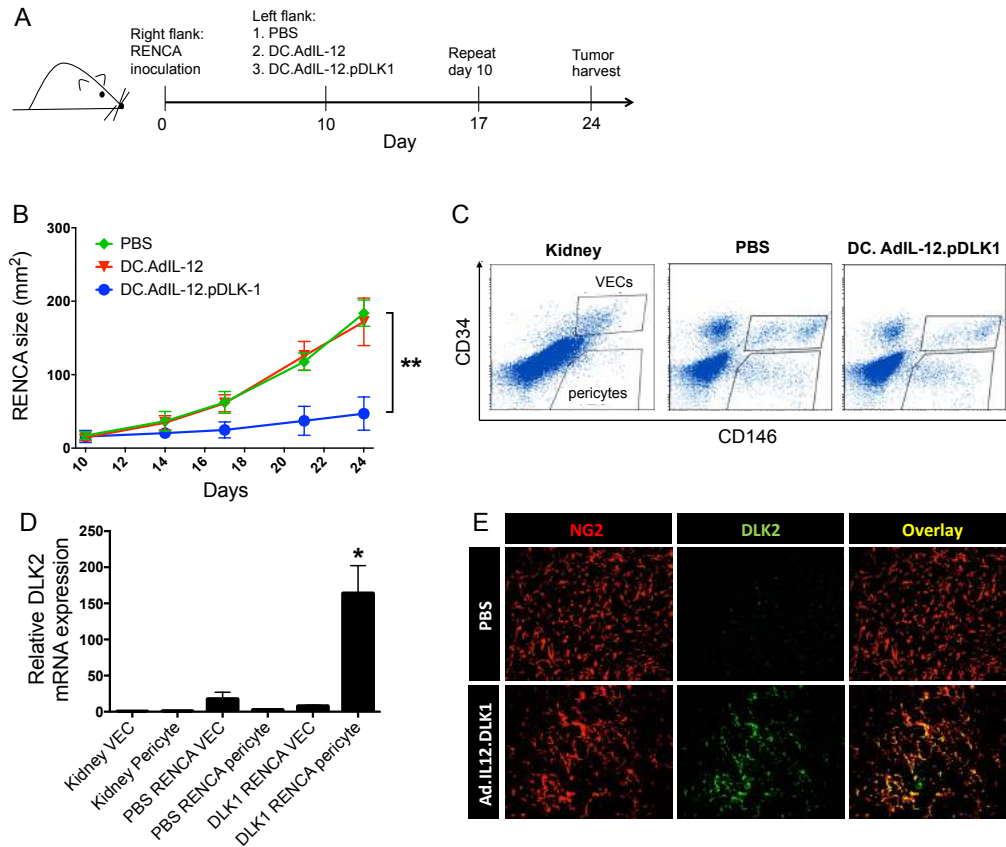 A
Right flank:
RENCA
inoculation
Left flank:
1. PBS
2. DC.AdIL-12
3. DC.AdIL-12.pDLK1
Repeat
day 10
Tumor
harvest
0
10
17
24
Day
B
RENCA size (mm2)
300
200
100
0
PBS
DC.AdIL-12
DC.AdIL-12.pDLK-1
**
10
12
14
16
18
20
22
24
Days
C
Kidney
PBS
DC. AdIL-12.pDLK1
CD34
VECs
pericytes
CD146
D
Relative DLK2
mRNA expression
250
200
150
100
50
0
*
Kidney VEC
Kidney Pericyte
PBS RENCA VEC
PBS RENCA pericyte
DLK1 RENCA VEC
DLK1 RENCA pericyte
E
NG2
DLK2
Overlay
PBS
Ad.IL12.DLK1